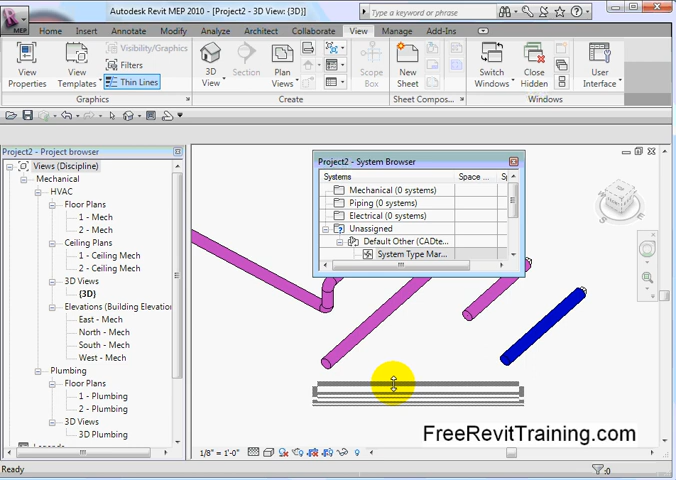 Autodesk Revit MEP 2010 - [Project2 - 3D View: {3D}]
Type a keyword or phrase
MEP
Home Insert Annotate Modify Analyze Architect Collaborate View Manage Add-Ins
View Properties
View Templates
Visibility/Graphics
Filters
Thin Lines
3D View
Section
Plan Views
Scope Box
New Sheet
Switch Windows
Close Hidden
User Interface
Graphics
Create
Sheet Compos...
Windows
Project2 - Project browser
Views (Discipline)
Mechanical
HVAC
Floor Plans
1 - Mech
2 - Mech
Ceiling Plans
1 - Ceiling Mech
2 - Ceiling Mech
3D Views
{3D}
Elevations (Building Elevation
East - Mech
North - Mech
South - Mech
West - Mech
Plumbing
Floor Plans
1 - Plumbing
2 - Plumbing
3D Views
3D Plumbing
Project2 - System Browser
Systems Space ... S
Mechanical (0 systems)
Piping (0 systems)
Electrical (0 systems)
Unassigned
Default Other (CADte...
System Type Mar...
FreeRevitTraining.com
1/8" = 1'-0"
Ready
:0